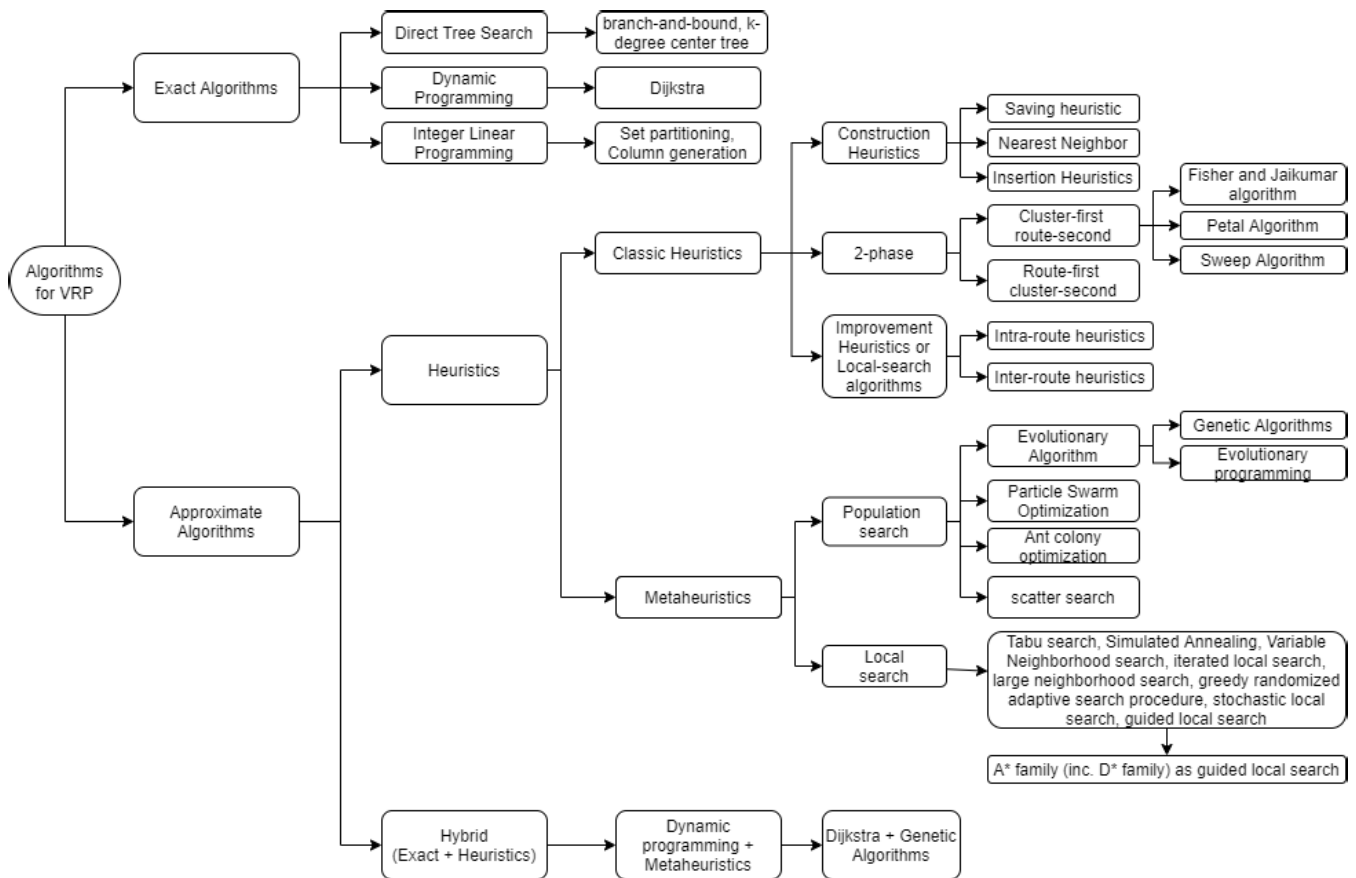 Direct Tree Search
branch-and-bound, k-
degree center tree
Exact Algorithms
Dynamic
Programming
Dijkstra
Integer Linear
Programming
Set partitioning,
Column generation
Algorithms
for VRP
Construction
Heuristics
Saving heuristic
Nearest Neighbor
Insertion Heuristics
Classic Heuristics
2-phase
Cluster-first
route-second
Fisher and Jaikumar
algorithm
Petal Algorithm
Sweep Algorithm
Route-first
cluster-second
Improvement
Heuristics or
Local-search
algorithms
Intra-route heuristics
Inter-route heuristics
Heuristics
Approximate
Algorithms
Metaheuristics
Population
search
Evolutionary
Algorithm
Genetic Algorithms
Evolutionary
programming
Particle Swarm
Optimization
Ant colony
optimization
scatter search
Local
search
Tabu search, Simulated Annealing, Variable
Neighborhood search, iterated local search,
large neighborhood search, greedy randomized
adaptive search procedure, stochastic local
search, guided local search
A* family (inc. D* family) as guided local search
Hybrid
(Exact + Heuristics)
Dynamic
programming +
Metaheuristics
Dijkstra + Genetic
Algorithms